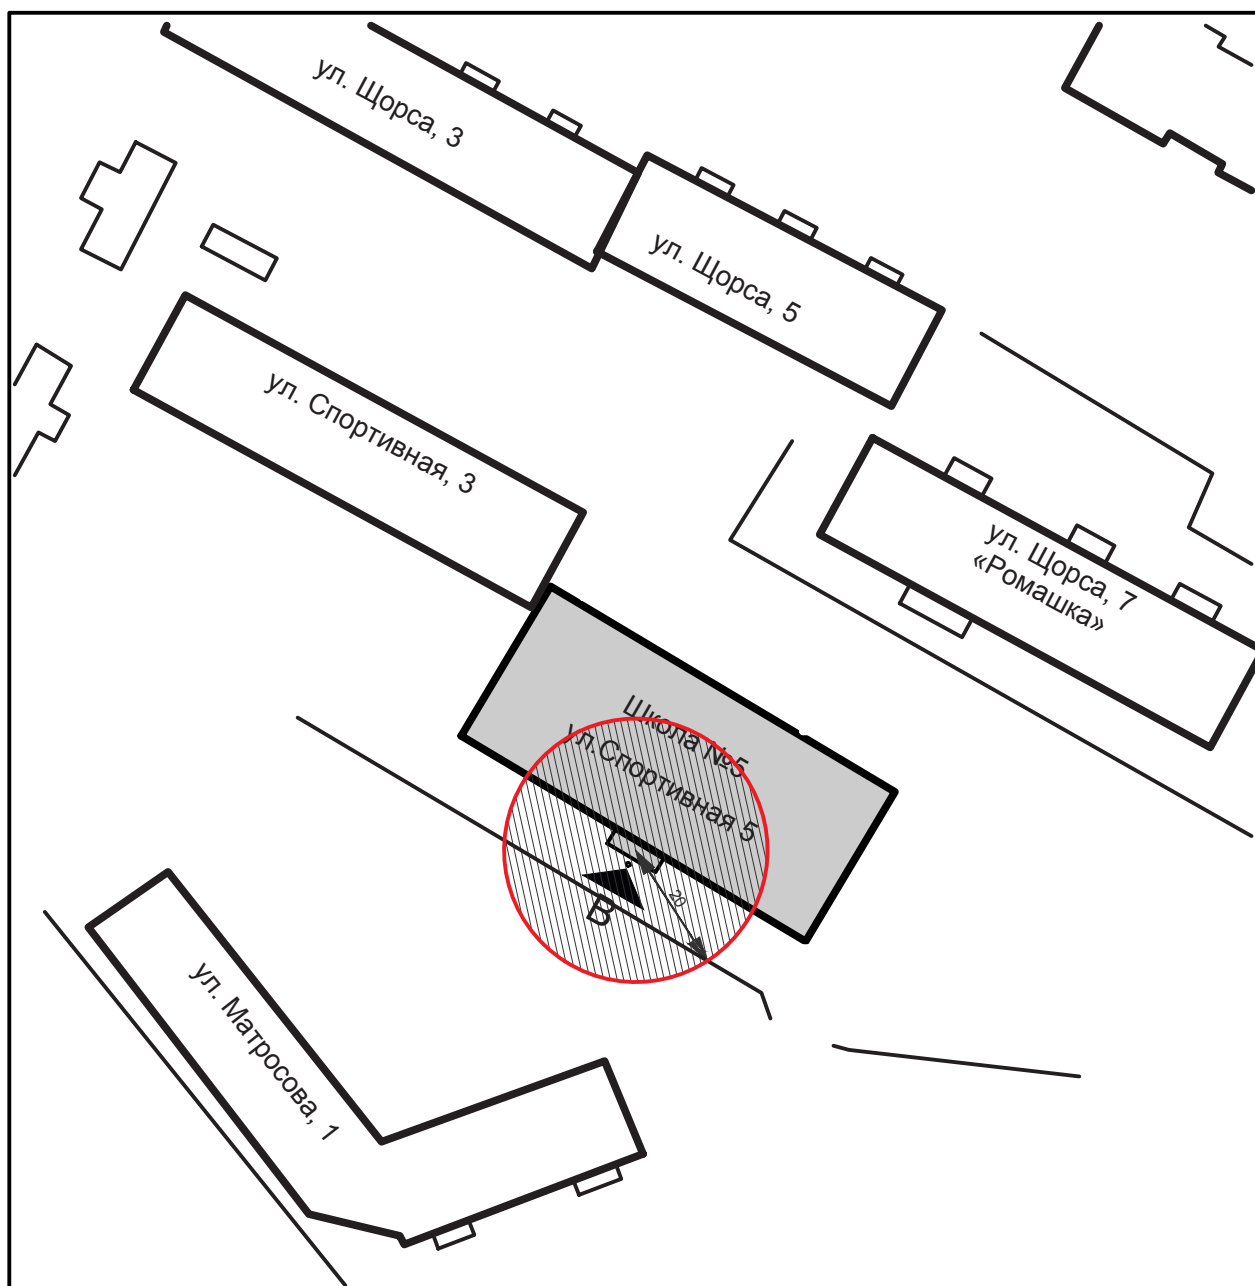 ул. Щорса, 3
ул. Щорса, 5
ул. Спортивная, 3
ул. Щорса, 7
«Ромашка»
Школа №5
ул.Спортивная 5
20
В
ул. Матросова, 1